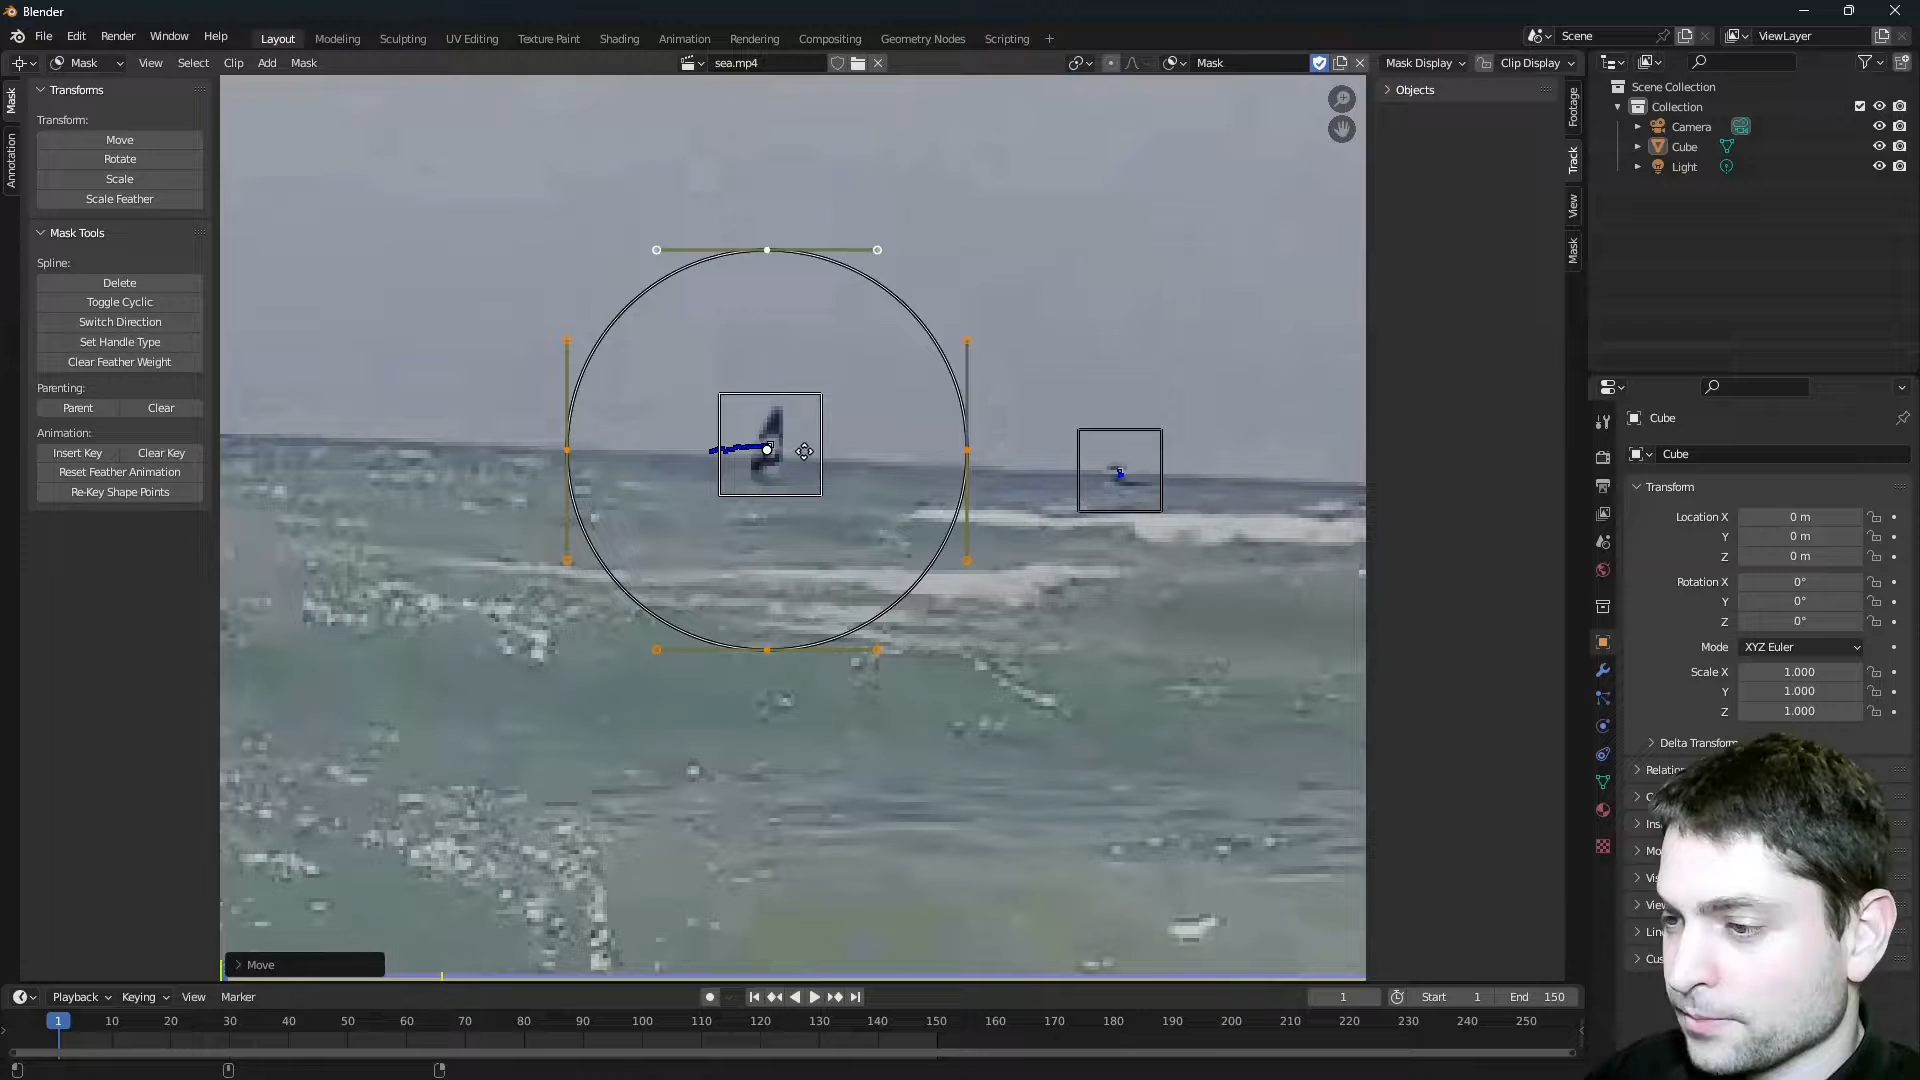 Blender
File Edit Render Window Help Layout Modeling Sculpting UV Editing Texture Paint Shading Animation Rendering Compositing Geometry Nodes Scripting Scene ViewLayer
Mask View Select Clip Add Mask sea.mp4 Mask Mask Display Clip Display
Transforms
Transform:
Move
Rotate
Scale
Scale Feather
Mask Tools
Spline:
Delete
Toggle Cyclic
Switch Direction
Set Handle Type
Clear Feather Weight
Parenting:
Parent Clear
Animation:
Insert Key Clear Key
Reset Feather Animation
Re-Key Shape Points
Mask
Annotation
Objects
Footage
Track
View
Mask
Scene Collection
Collection
Camera
Cube
Light
Cube
Cube
Transform
Location X 0 m
Y 0 m
Z 0 m
Rotation X 0°
Y 0°
Z 0°
Mode XYZ Euler
Scale X 1.000
Y 1.000
Z 1.000
Delta Transform
Move
Playback Keying View Marker 1 Start 1 End 150
1 10 20 30 40 50 60 70 80 90 100 110 120 130 140 150 160 170 180 190 200 210 220 230 240 250